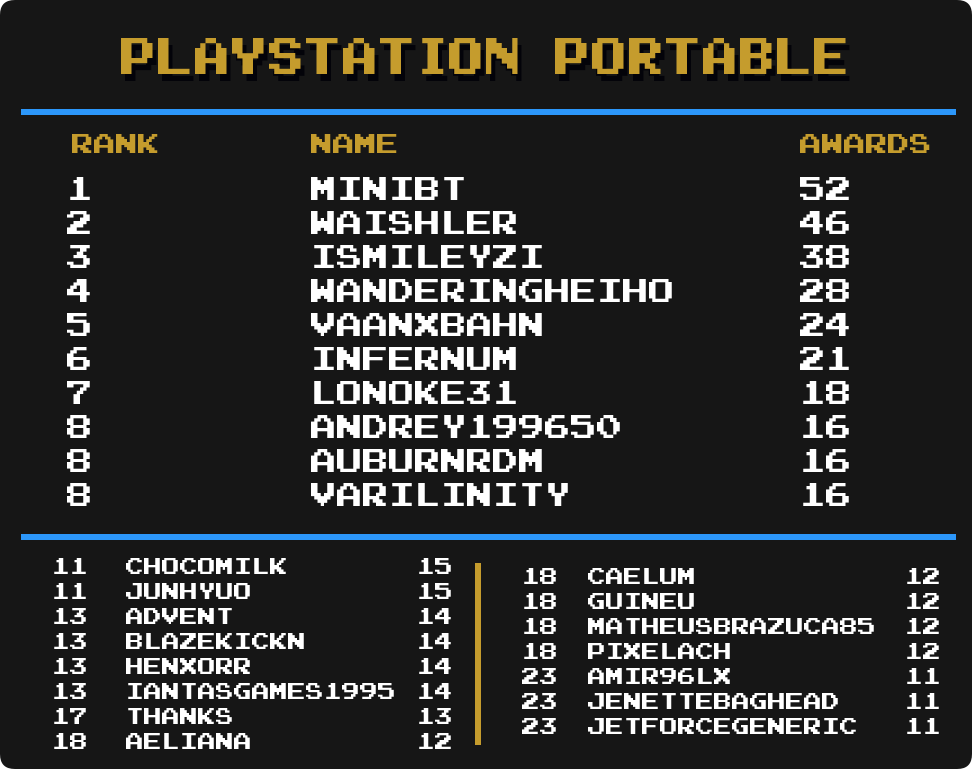 PLAYSTATION PORTABLE
RANK NAME AWARDS
1 MINIBT 52
2 WAISHLER 46
3 ISMILEYZI 38
4 WANDERINGHEIHO 28
5 VAANXBAHN 24
6 INFERNUM 21
7 LONOKE31 18
8 ANDREY199650 16
8 AUBURNRDM 16
8 VARILINITY 16
11 CHOCOMILK 15
11 JUNHYUO 15
13 ADVENT 14
13 BLAZEKICKN 14
13 HENXORR 14
13 IANTASGAMES1995 14
17 THANKS 13
18 AELIANA 12
18 CAELUM 12
18 GUINEU 12
18 MATHEUSBRAZUCA85 12
18 PIXELACH 12
23 AMIR96LX 11
23 JENETTEBAGHEAD 11
23 JETFORCEGENERIC 11